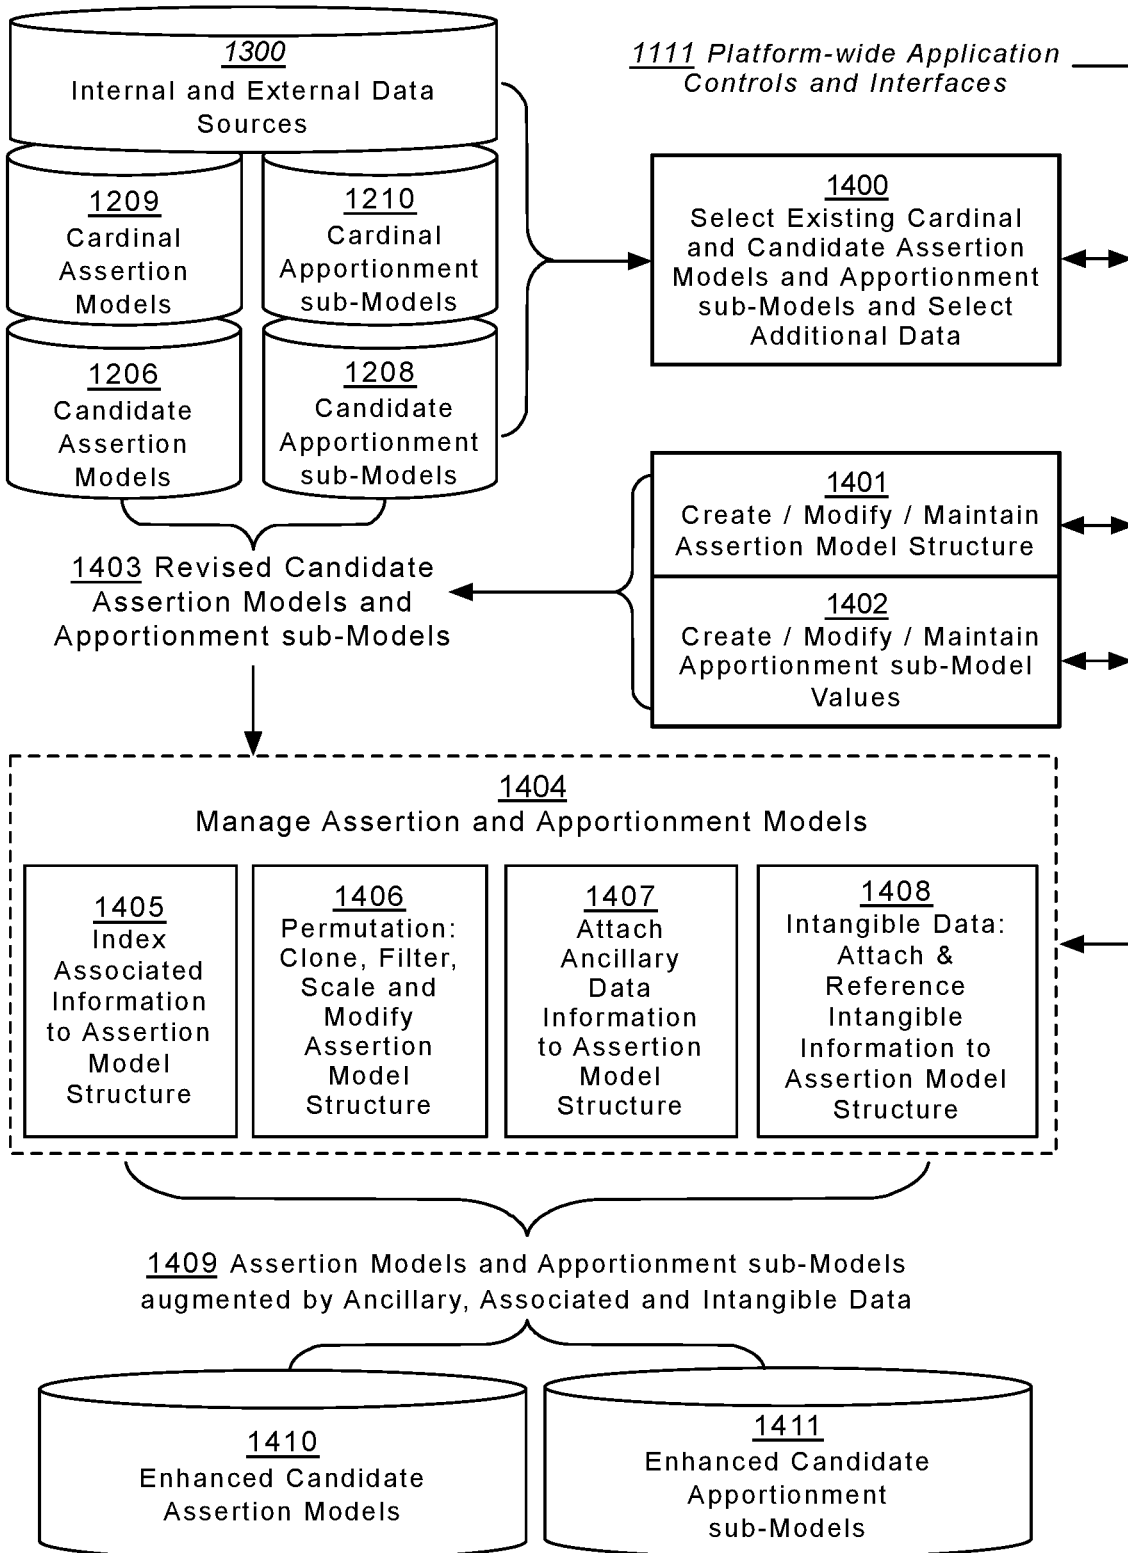 1300
Internal and External Data
Sources
1111 Platform-wide Application
Controls and Interfaces
1209
Cardinal
Assertion
Models
1210
Cardinal
Apportionment
sub-Models
1400
Select Existing Cardinal
and Candidate Assertion
Models and Apportionment
sub-Models and Select
Additional Data
1206
Candidate
Assertion
Models
1208
Candidate
Apportionment
sub-Models
1401
Create / Modify / Maintain
Assertion Model Structure
1402
Create / Modify / Maintain
Apportionment sub-Model
Values
1403 Revised Candidate
Assertion Models and
Apportionment sub-Models
1404
Manage Assertion and Apportionment Models
1405
Index
Associated
Information
to Assertion
Model
Structure
1406
Permutation:
Clone, Filter,
Scale and
Modify
Assertion
Model
Structure
1407
Attach
Ancillary
Data
Information
to Assertion
Model
Structure
1408
Intangible Data:
Attach &
Reference
Intangible
Information to
Assertion Model
Structure
1409 Assertion Models and Apportionment sub-Models
augmented by Ancillary, Associated and Intangible Data
1410
Enhanced Candidate
Assertion Models
1411
Enhanced Candidate
Apportionment
sub-Models